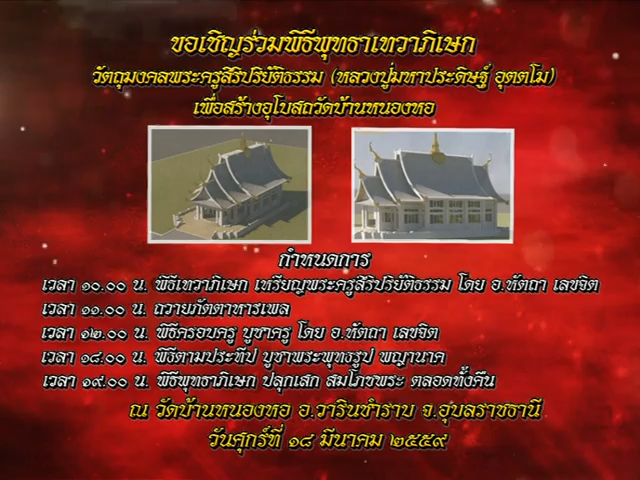 ขอเชิญร่วมพิธีพุทธาเทวาภิเษก
วัตถุมงคลพระครูสิริปริยัติธรรม (หลวงปู่มหาประดิษฐ์ อุตตโม)
เพื่อสร้างอุโบสถวัดบ้านหนองหอ
กำหนดการ
เวลา ๑๐.๐๐ น. พิธีเทวาภิเษก เหรียญพระครูสิริปริยัติธรรม โดย อ.หัตถา เลขจิต
เวลา ๑๑.๐๐ น. ถวายภัตตาหารเพล
เวลา ๑๒.๐๐ น. พิธีครอบครู บูชาครู โดย อ.หัตถา เลขจิต
เวลา ๑๘.๐๐ น. พิธีตามประทีป บูชาพระพุทธรูป พญานาค
เวลา ๑๙.๐๐ น. พิธีพุทธาภิเษก ปลุกเสก สมโภชพระ ตลอดทั้งคืน
ณ วัดบ้านหนองหอ อ.วารินชำราบ จ.อุบลราชธานี
วันศุกร์ที่ ๑๘ มีนาคม ๒๕๕๙